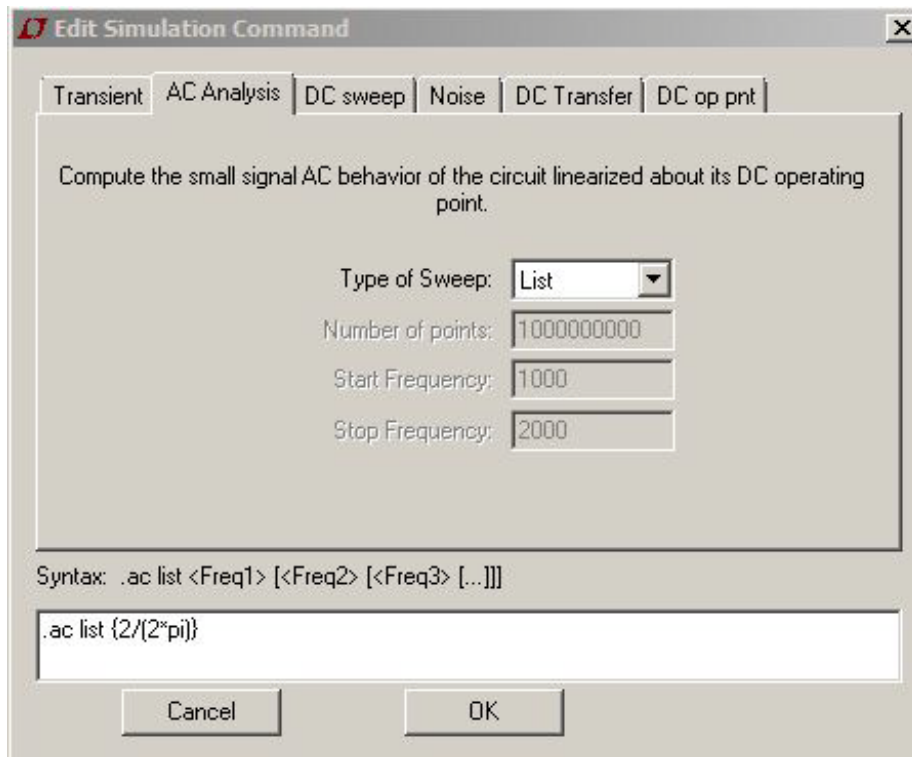 Edit Simulation Command
Transient AC Analysis DC sweep Noise DC Transfer DC op pnt
Compute the small signal AC behavior of the circuit linearized about its DC operating
point.
Type of Sweep: List
Number of points: 1000000000
Start Frequency: 1000
Stop Frequency: 2000
Syntax: .ac list <Freq1> [<Freq2> [<Freq3> [...]]]
.ac list {2/(2*pi)}
Cancel OK